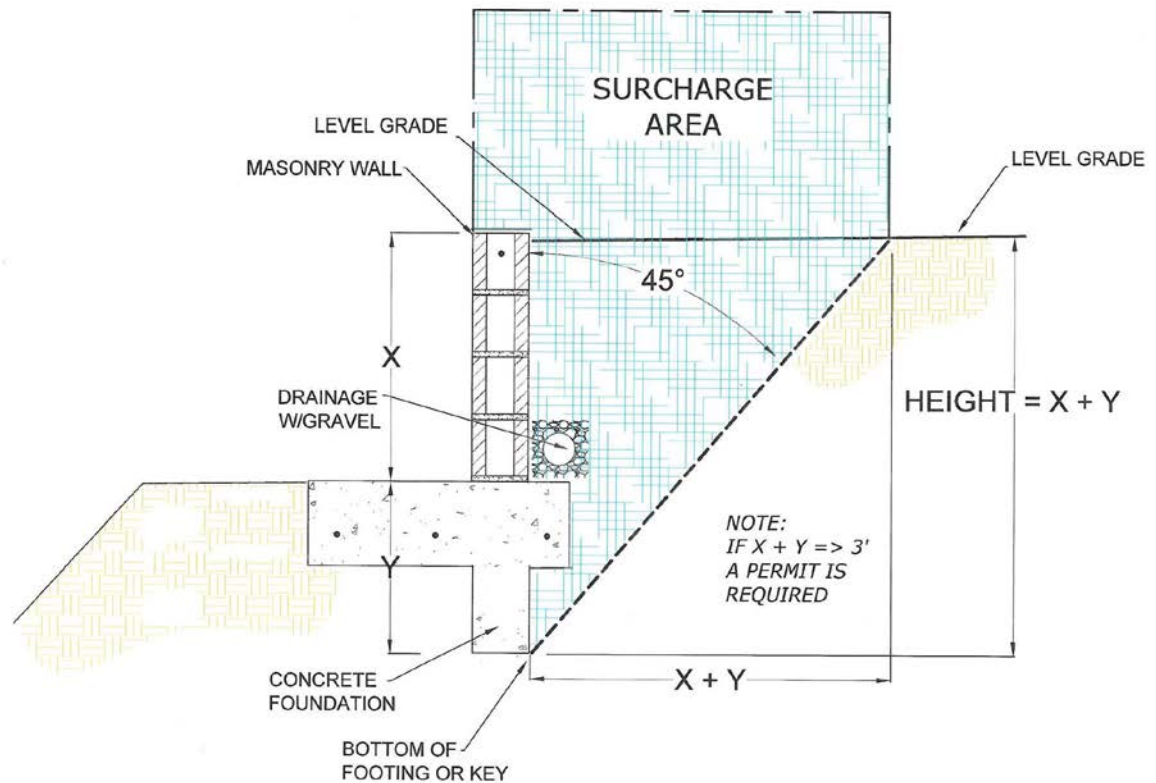 SURCHARGE
AREA
LEVEL GRADE
MASONRY WALL
LEVEL GRADE
45°
X
DRAINAGE
W/GRAVEL
HEIGHT = X + Y
NOTE:
IF X + Y => 3'
A PERMIT IS
REQUIRED
Y
X + Y
CONCRETE
FOUNDATION
BOTTOM OF
FOOTING OR KEY